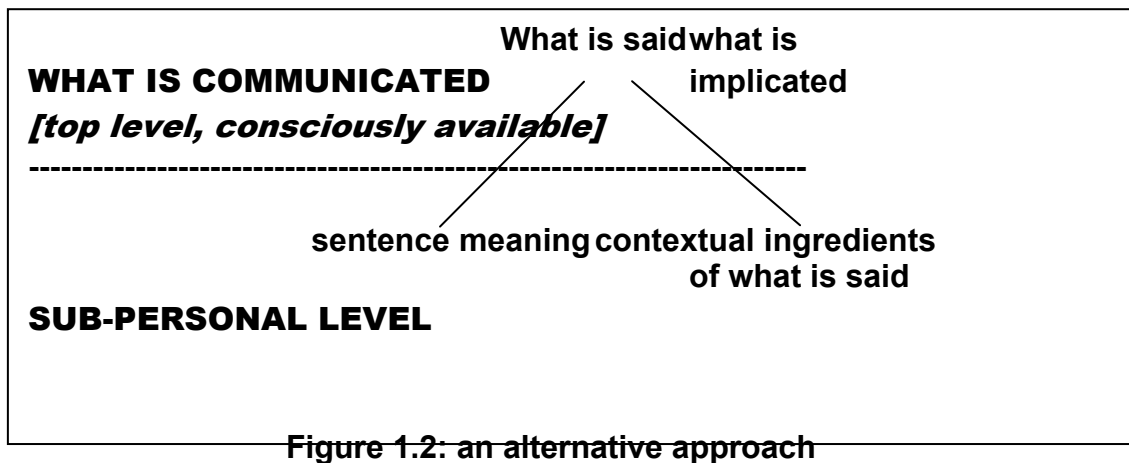 What is said what is
WHAT IS COMMUNICATED implicated
[top level, consciously available]
-------------------------------------------------------------------------
sentence meaning contextual ingredients
of what is said
SUB-PERSONAL LEVEL
Figure 1.2: an alternative approach